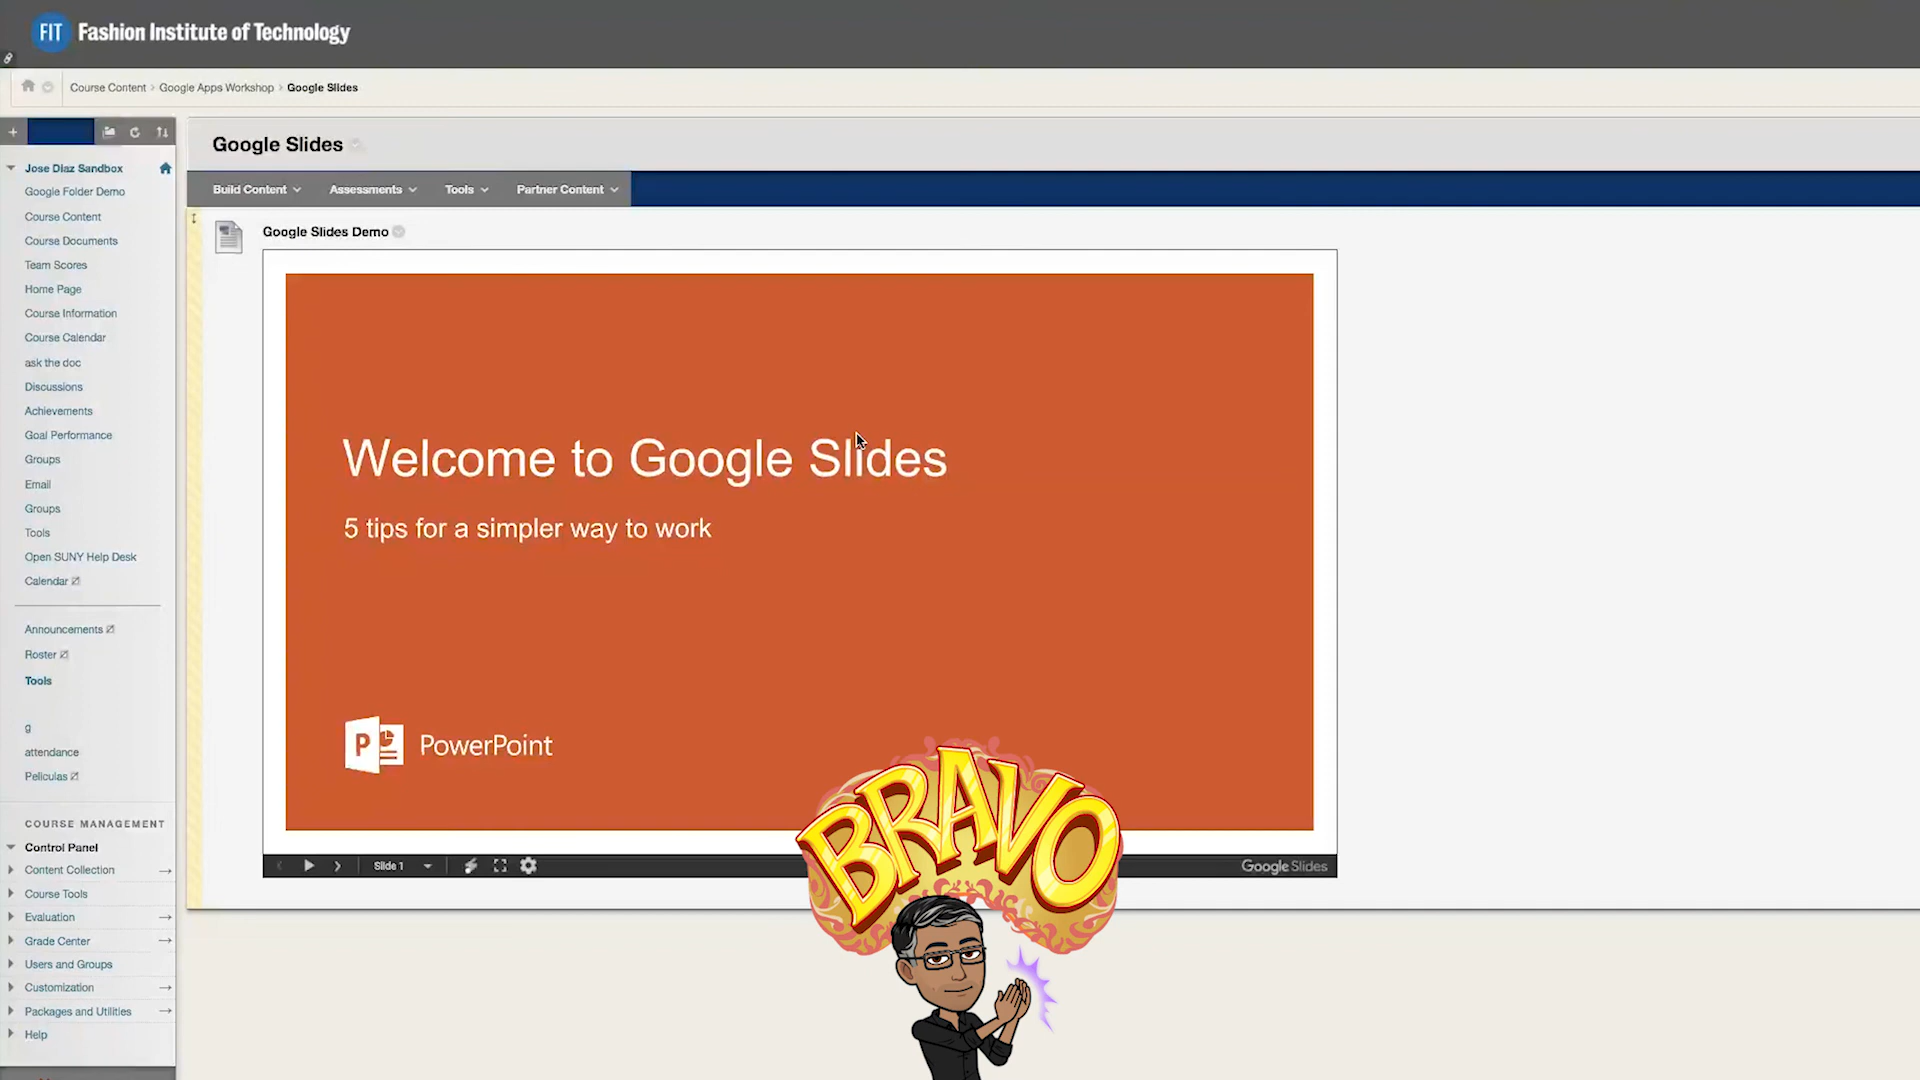 FIT Fashion Institute of Technology
Course Content > Google Apps Workshop > Google Slides
Google Slides
Build Content
Assessments
Tools
Partner Content
Jose Diaz Sandbox
Google Folder Demo
Course Content
Course Documents
Team Scores
Home Page
Course Information
Course Calendar
ask the doc
Discussions
Achievements
Goal Performance
Groups
Email
Groups
Tools
Open SUNY Help Desk
Calendar
Announcements
Roster
Tools
g
attendance
Peliculas
COURSE MANAGEMENT
Control Panel
Content Collection
Course Tools
Evaluation
Grade Center
Users and Groups
Customization
Packages and Utilities
Help
Google Slides Demo
Welcome to Google Slides
5 tips for a simpler way to work
P PowerPoint
Slide 1
Google Slides
BRAVO